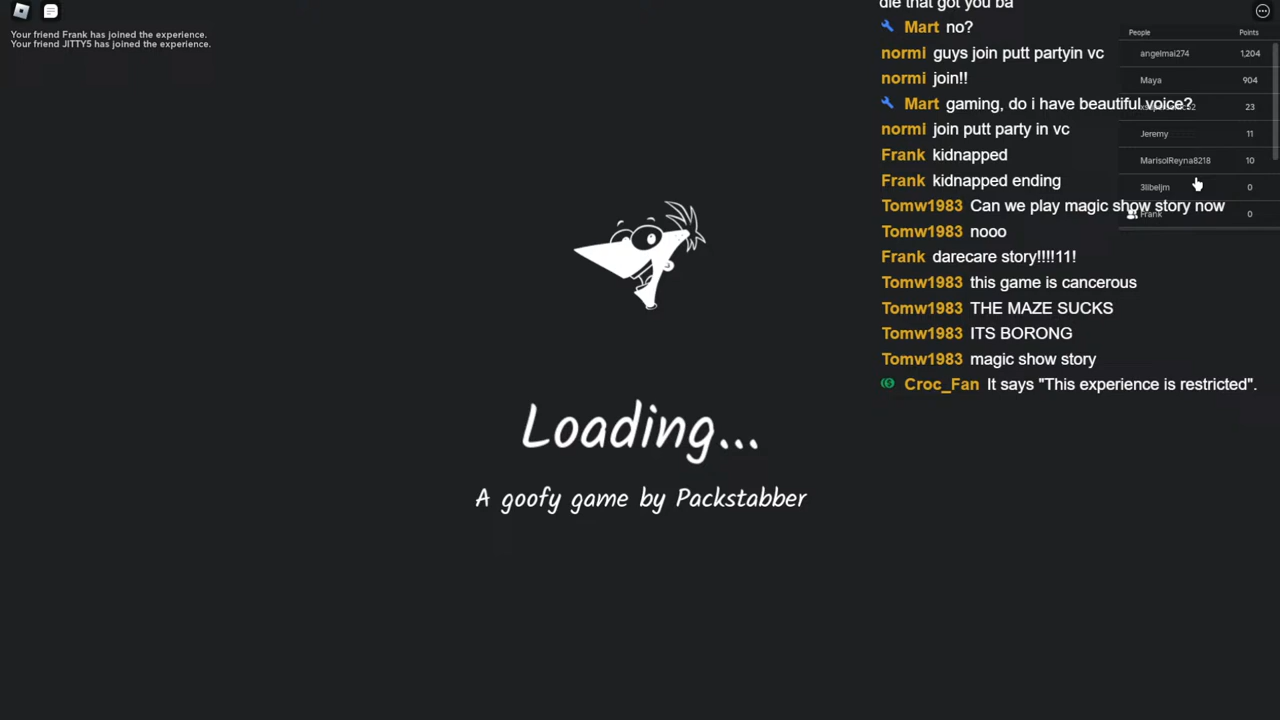 Your friend Frank has joined the experience.
Your friend JITTY5 has joined the experience.
die that got you ba
Mart no?
normi guys join putt partyin vc
normi join!!
Mart gaming, do i have beautiful voice?
normi join putt party in vc
Frank kidnapped
Frank kidnapped ending
Tomw1983 Can we play magic show story now
Tomw1983 nooo
Frank darecare story!!!!11!
Tomw1983 this game is cancerous
Tomw1983 THE MAZE SUCKS
Tomw1983 ITS BORONG
Tomw1983 magic show story
Croc_Fan It says "This experience is restricted".
People Points
angelmai274 1,204
Maya 904
23
Jeremy 11
MarisolReyna8218 10
3libeljm 0
Frank 0
Loading...
A goofy game by Packstabber